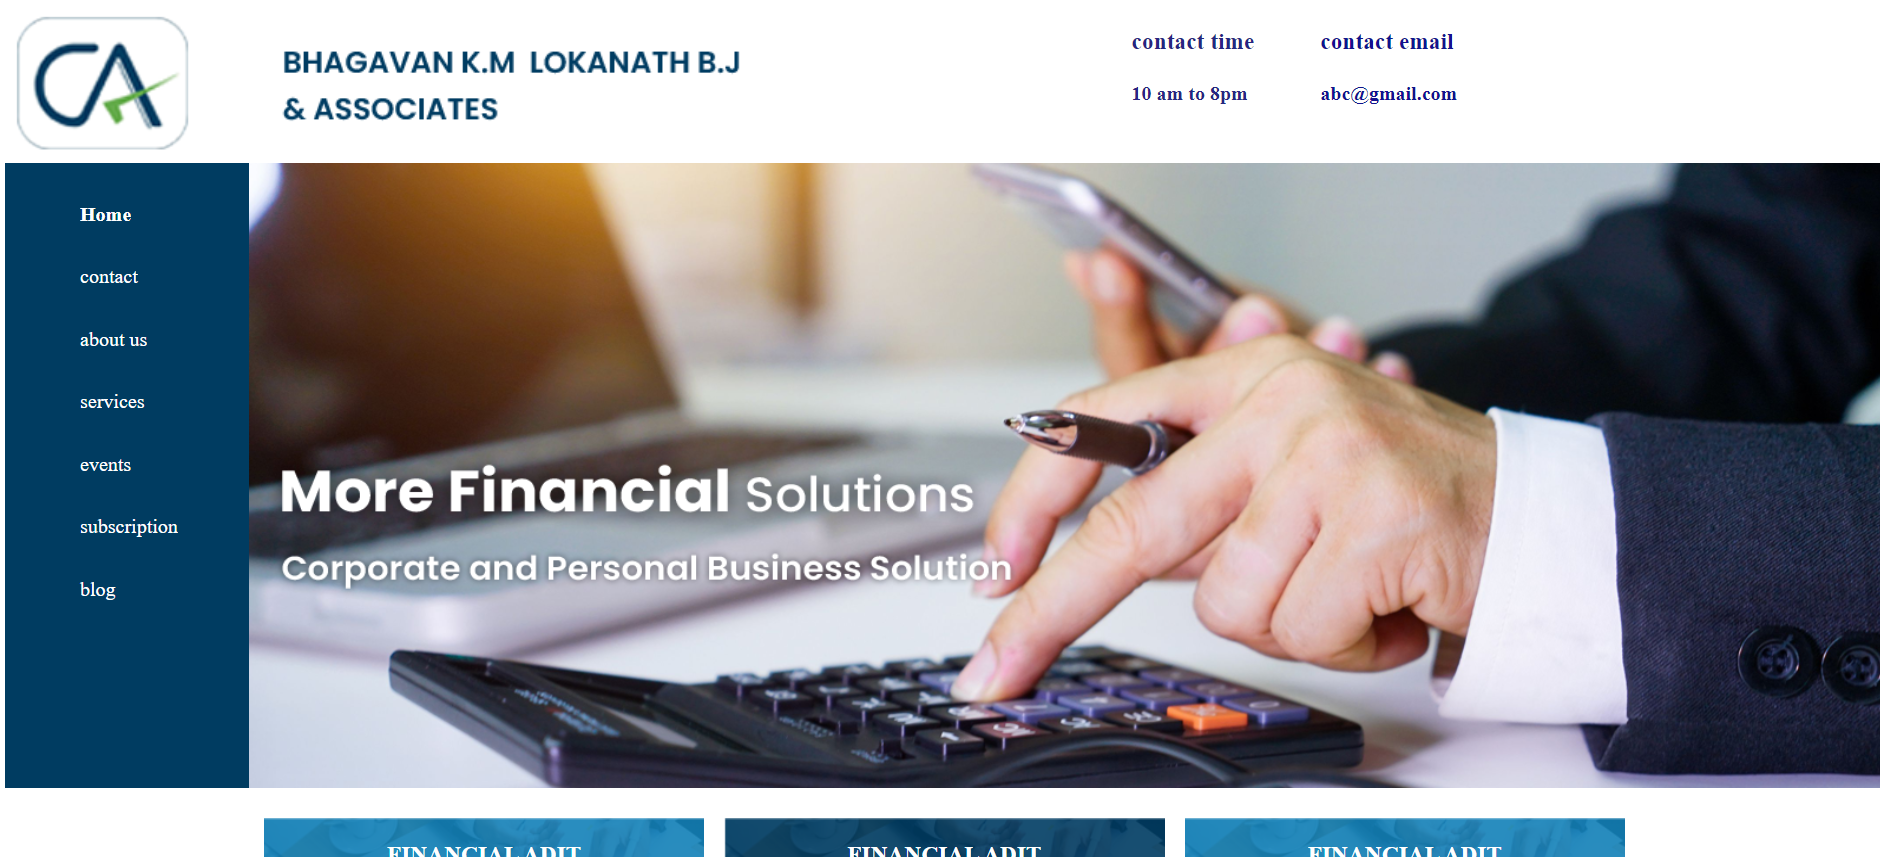 CA
BHAGAVAN K.M LOKANATH B.J
& ASSOCIATES
contact time
contact email
10 am to 8pm
abc@gmail.com
Home
contact
about us
services
events
subscription
blog
More Financial Solutions
Corporate and Personal Business Solution
FINANCIAL ADIT
FINANCIAL ADIT
FINANCIAL ADIT